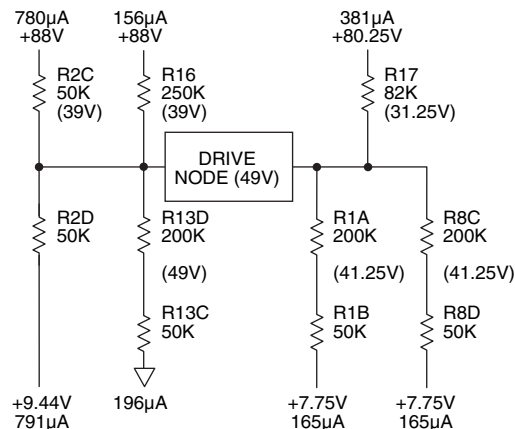 780µA
+88V
156µA
+88V
381µA
+80.25V
R2C
50K
(39V)
R16
250K
(39V)
R17
82K
(31.25V)
DRIVE
NODE (49V)
R2D
50K
R13D
200K
(49V)
R1A
200K
(41.25V)
R8C
200K
(41.25V)
R13C
50K
R1B
50K
R8D
50K
+9.44V
791µA
196µA
+7.75V
165µA
+7.75V
165µA